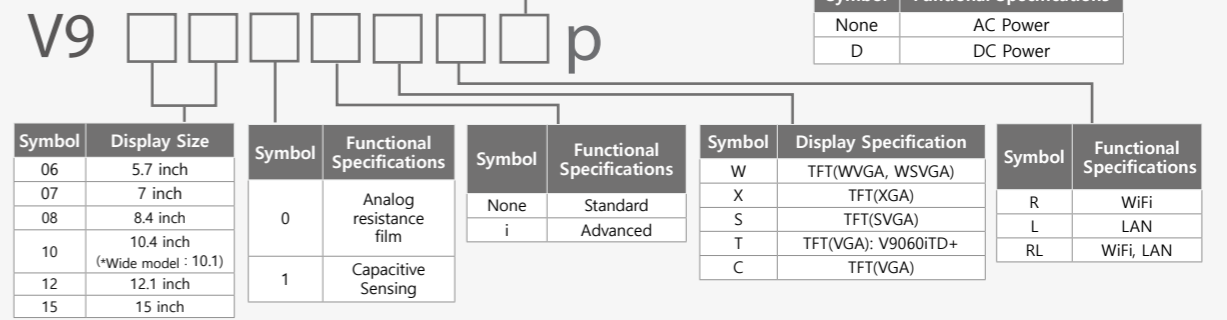 Symbol Functional Specifications
None AC Power
D DC Power
V9 p
Symbol Display Size
06 5.7 inch
07 7 inch
08 8.4 inch
10 10.4 inch
(*Wide model : 10.1)
12 12.1 inch
15 15 inch
Symbol Functional
Specifications
0 Analog
resistance
film
1 Capacitive
Sensing
Symbol Functional
Specifications
None Standard
i Advanced
Symbol Display Specification
W TFT(WVGA, WSVGA)
X TFT(XGA)
S TFT(SVGA)
T TFT(VGA): V9060iTD+
C TFT(VGA)
Symbol Functional
Specifications
R WiFi
L LAN
RL WiFi, LAN